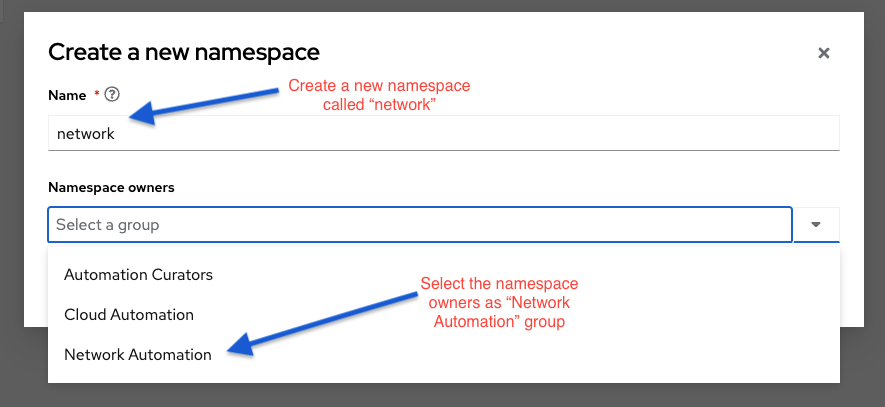 Create a new namespace
×
Name * ?
Create a new namespace
called “network”
network
Namespace owners
Select a group
Automation Curators
Cloud Automation
Network Automation
Select the namespace
owners as “Network
Automation” group